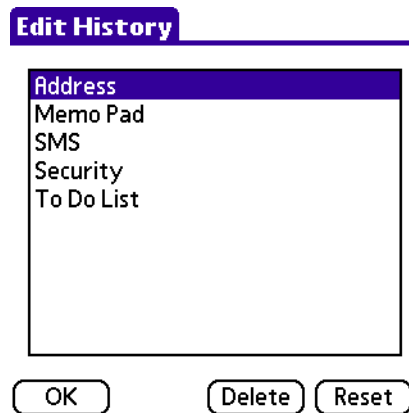 Edit History
Address
Memo Pad
SMS
Security
To Do List
OK Delete Reset